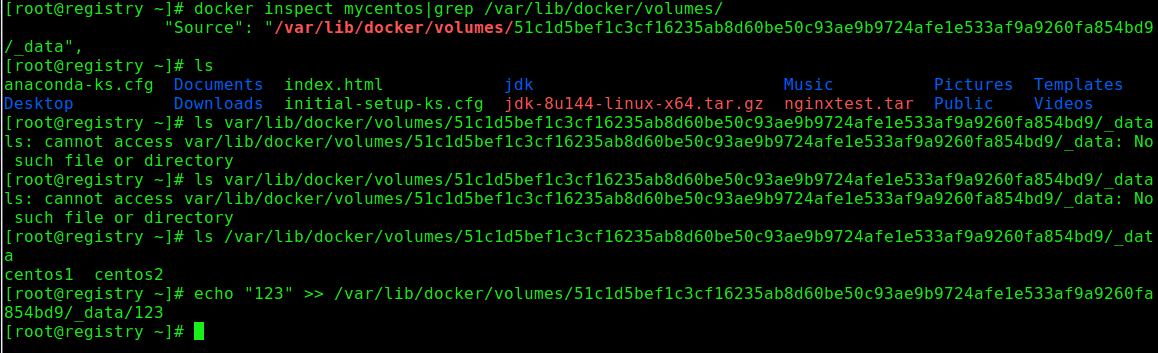 [root@registry ~]# docker inspect mycentos|grep /var/lib/docker/volumes/
"Source": "/var/lib/docker/volumes/51c1d5bef1c3cf16235ab8d60be50c93ae9b9724afe1e533af9a9260fa854bd9
/_data",
[root@registry ~]# ls
anaconda-ks.cfg  Documents  index.html           jdk                         Music          Pictures  Templates
Desktop          Downloads  initial-setup-ks.cfg  jdk-8u144-linux-x64.tar.gz  nginxtest.tar  Public    Videos
[root@registry ~]# ls var/lib/docker/volumes/51c1d5bef1c3cf16235ab8d60be50c93ae9b9724afe1e533af9a9260fa854bd9/_data
ls: cannot access var/lib/docker/volumes/51c1d5bef1c3cf16235ab8d60be50c93ae9b9724afe1e533af9a9260fa854bd9/_data: No
such file or directory
[root@registry ~]# ls var/lib/docker/volumes/51c1d5bef1c3cf16235ab8d60be50c93ae9b9724afe1e533af9a9260fa854bd9/_data
ls: cannot access var/lib/docker/volumes/51c1d5bef1c3cf16235ab8d60be50c93ae9b9724afe1e533af9a9260fa854bd9/_data: No
such file or directory
[root@registry ~]# ls /var/lib/docker/volumes/51c1d5bef1c3cf16235ab8d60be50c93ae9b9724afe1e533af9a9260fa854bd9/_dat
a
centos1  centos2
[root@registry ~]# echo "123" >> /var/lib/docker/volumes/51c1d5bef1c3cf16235ab8d60be50c93ae9b9724afe1e533af9a9260fa
854bd9/_data/123
[root@registry ~]#